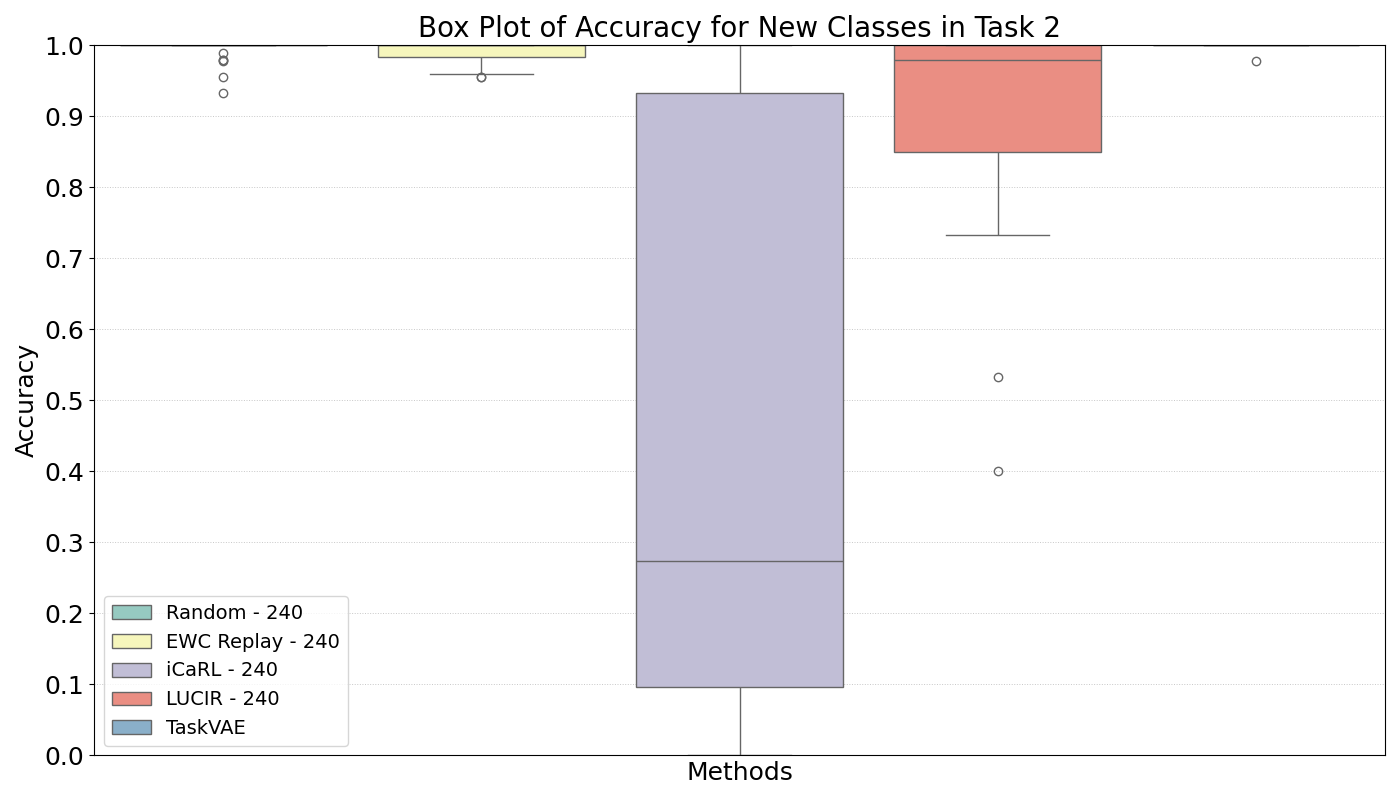 Box Plot of Accuracy for New Classes in Task 2
1.0
0.9
0.8
0.7
0.6
0.5
0.4
0.3
0.2
0.1
0.0
Accuracy
Random - 240
EWC Replay - 240
iCaRL - 240
LUCIR - 240
TaskVAE
Methods